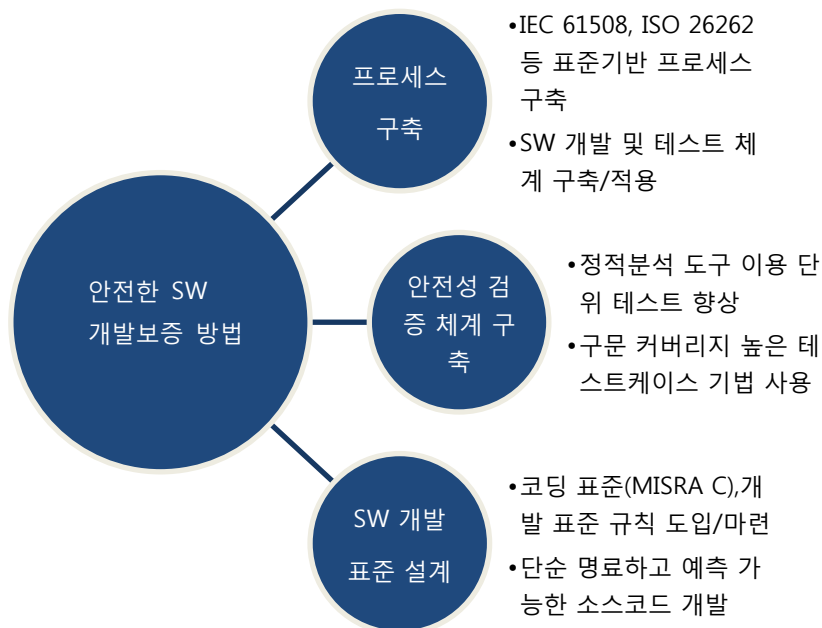 안전한 SW
개발보증 방법
프로세스
구축
•IEC 61508, ISO 26262
등 표준기반 프로세스
구축
•SW 개발 및 테스트 체
계 구축/적용
안전성 검
증 체계 구
축
•정적분석 도구 이용 단
위 테스트 향상
•구문 커버리지 높은 테
스트케이스 기법 사용
SW 개발
표준 설계
•코딩 표준(MISRA C),개
발 표준 규칙 도입/마련
•단순 명료하고 예측 가
능한 소스코드 개발